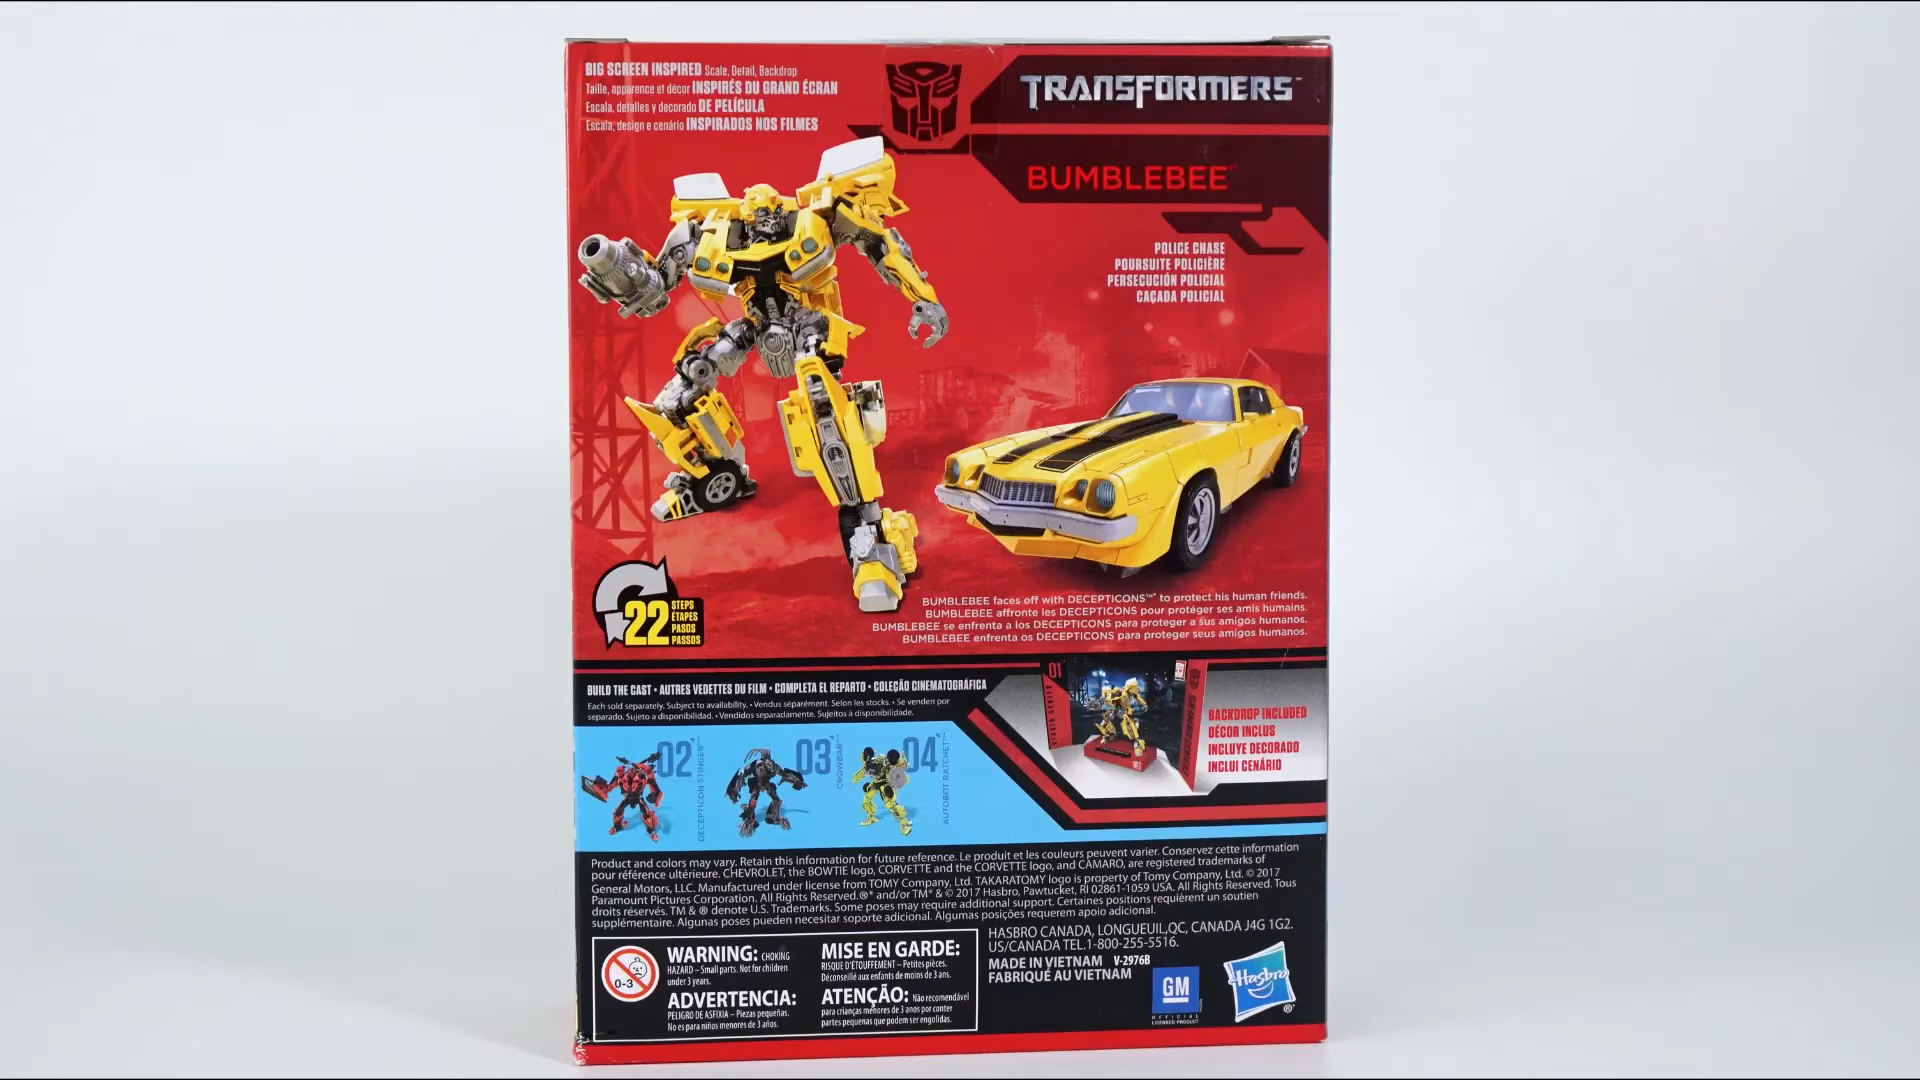 BIG SCREEN INSPIRED Scale, Detail, Backdrop
Taille, apparence et décor INSPIRÉS DU GRAND ÉCRAN
Escala, detalles y decorado DE PELÍCULA
Escala, design e cenário INSPIRADOS NOS FILMES
TRANSFORMERS
BUMBLEBEE
POLICE CHASE
POURSUITE POLICIÈRE
PERSECUCIÓN POLICIAL
CAÇADA POLICIAL
22 STEPS
ÉTAPES
PASOS
PASSOS
BUMBLEBEE faces off with DECEPTICONS™* to protect his human friends.
BUMBLEBEE affronte les DECEPTICONS pour protéger ses amis humains.
BUMBLEBEE se enfrenta a los DECEPTICONS para proteger a sus amigos humanos.
BUMBLEBEE enfrenta os DECEPTICONS para proteger seus amigos humanos.
BUILD THE CAST • AUTRES VEDETTES DU FILM • COMPLETA EL REPARTO • COLEÇÃO CINEMATOGRÁFICA
Each sold separately. Subject to availability. • Vendus séparément. Selon les stocks. • Se venden por
separado. Sujeto a disponibilidad. • Vendidos separadamente. Sujeitos à disponibilidade.
02 DECEPTICON STINGER
03 CROWBAR
04 AUTOBOT RATCHET
01
STUDIO SERIES
TRANSFORMERS
BACKDROP INCLUDED
DÉCOR INCLUS
INCLUYE DECORADO
INCLUI CENÁRIO
Product and colors may vary. Retain this information for future reference. Le produit et les couleurs peuvent varier. Conservez cette information
pour référence ultérieure. CHEVROLET, the BOWTIE logo, CORVETTE and the CORVETTE logo, and CAMARO, are registered trademarks of
General Motors, LLC. Manufactured under license from TOMY Company, Ltd. TAKARATOMY logo is property of Tomy Company, Ltd. © 2017
Paramount Pictures Corporation. All Rights Reserved.®* and/or TM* & © 2017 Hasbro, Pawtucket, RI 02861-1059 USA. All Rights Reserved. Tous
droits réservés. TM & ® denote U.S. Trademarks. Some poses may require additional support. Certaines positions requièrent un soutien
supplémentaire. Algunas poses pueden necesitar soporte adicional. Algumas posições requerem apoio adicional.
HASBRO CANADA, LONGUEUIL,QC, CANADA J4G 1G2.
US/CANADA TEL.1-800-255-5516.
MADE IN VIETNAM V-2976B
FABRIQUÉ AU VIETNAM
0-3
WARNING: CHOKING
HAZARD – Small parts. Not for children
under 3 years.
MISE EN GARDE:
RISQUE D'ÉTOUFFEMENT – Petites pièces.
Déconseillé aux enfants de moins de 3 ans.
ADVERTENCIA:
PELIGRO DE ASFIXIA – Piezas pequeñas.
No es para niños menores de 3 años.
ATENÇÃO: Não recomendável
para crianças menores de 3 anos por conter
partes pequenas que podem ser engolidas.
GM
OFFICIAL
LICENSED PRODUCT
Hasbro